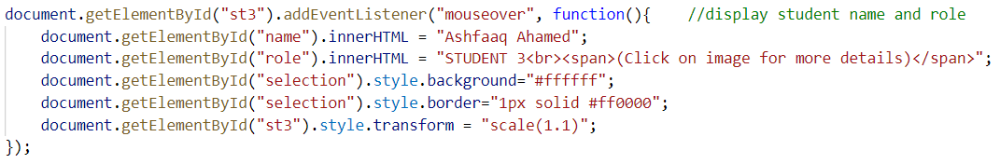 document.getElementById("st3").addEventListener("mouseover", function(){    //display student name and role
    document.getElementById("name").innerHTML = "Ashfaaq Ahamed";
    document.getElementById("role").innerHTML = "STUDENT 3<br><span>(Click on image for more details)</span>";
    document.getElementById("selection").style.background="#ffffff";
    document.getElementById("selection").style.border="1px solid #ff0000";
    document.getElementById("st3").style.transform = "scale(1.1)";
});